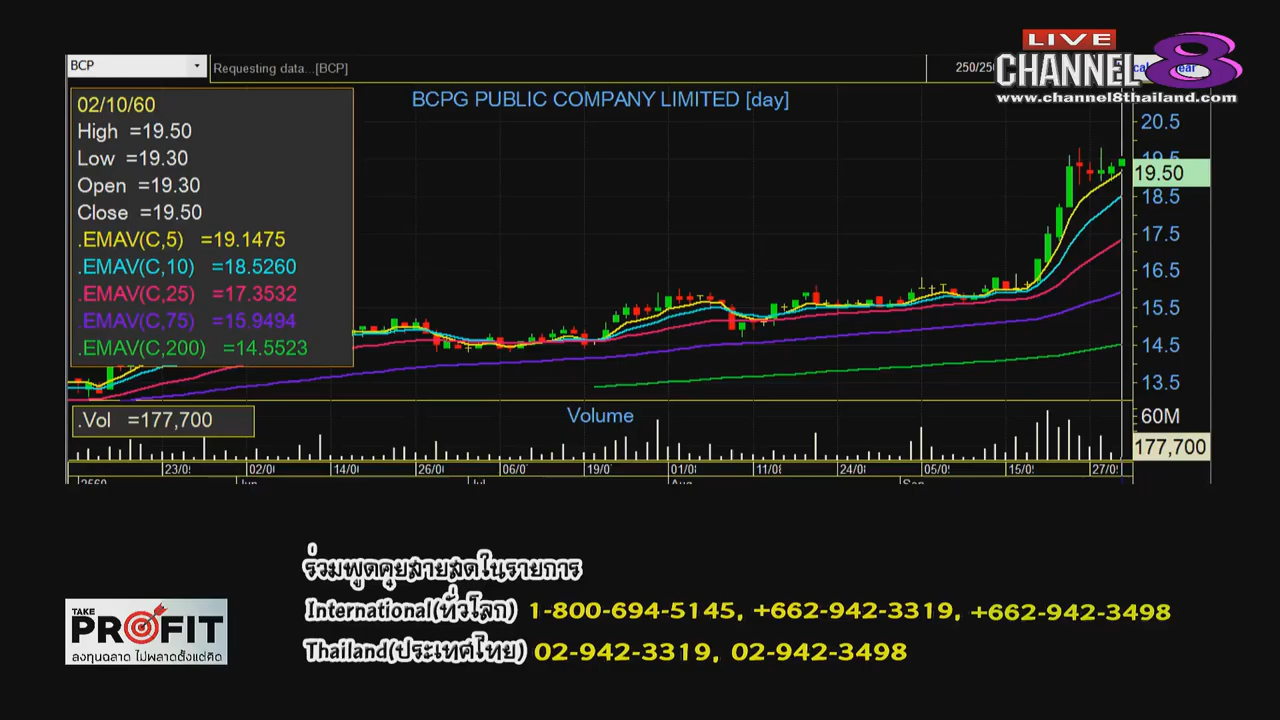 LIVE
CHANNEL 8
www.channel8thailand.com
BCP
Requesting data...[BCP]
BCPG PUBLIC COMPANY LIMITED [day]
02/10/60
High =19.50
Low =19.30
Open =19.30
Close =19.50
.EMAV(C,5) =19.1475
.EMAV(C,10) =18.5260
.EMAV(C,25) =17.3532
.EMAV(C,75) =15.9494
.EMAV(C,200) =14.5523
20.5
19.5
19.50
18.5
17.5
16.5
15.5
14.5
13.5
.Vol =177,700
Volume
60M
177,700
23/0 02/0 14/0 26/0 06/0 19/0 01/0 11/0 24/0 05/0 15/0 27/0
2560 Jun Jul Aug Sep
ร่วมพูดคุยสายสดในรายการ
International(ทั่วโลก) 1-800-694-5145, +662-942-3319, +662-942-3498
Thailand(ประเทศไทย) 02-942-3319, 02-942-3498
TAKE
PROFIT
ลงทุนฉลาด ไม่พลาดตั้งแต่คิด